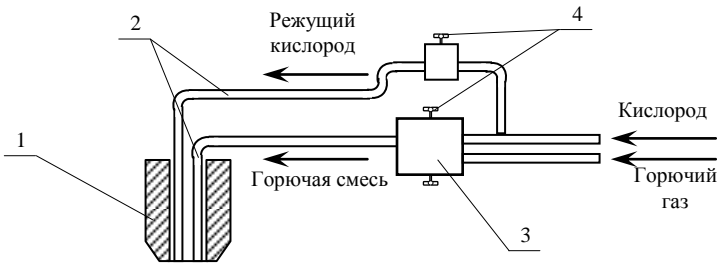 Режущий
кислород
2
4
1
Кислород
Горючая смесь
Горючий
газ
3